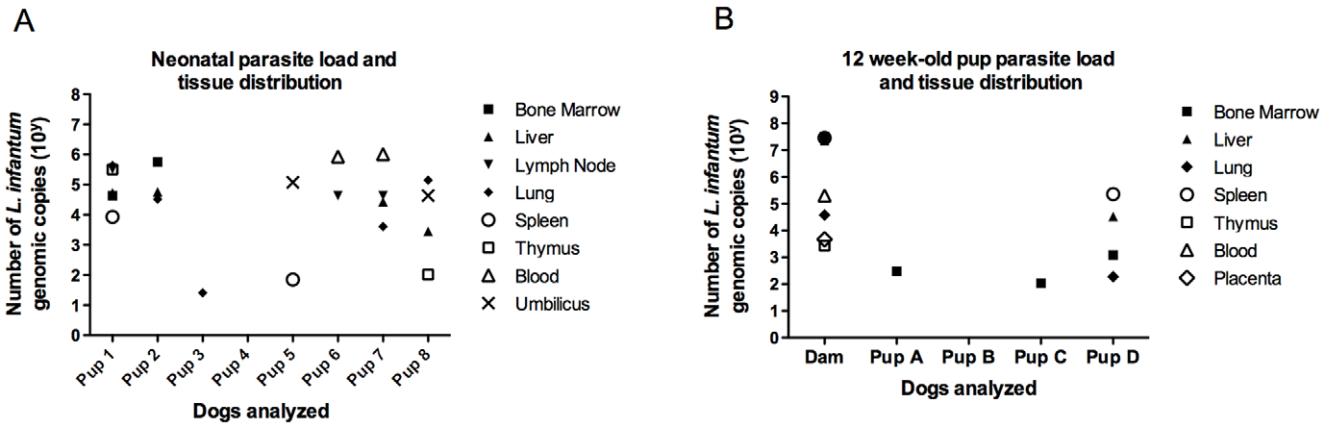 A
Neonatal parasite load and
tissue distribution
Number of L. infantum
genomic copies (10ʸ)
8
7
6
5
4
3
2
1
0
Pup 1
Pup 2
Pup 3
Pup 4
Pup 5
Pup 6
Pup 7
Pup 8
Dogs analyzed
Bone Marrow
Liver
Lymph Node
Lung
Spleen
Thymus
Blood
Umbilicus
B
12 week-old pup parasite load
and tissue distribution
Number of L. infantum
genomic copies (10ʸ)
9
8
7
6
5
4
3
2
1
0
Dam
Pup A
Pup B
Pup C
Pup D
Dogs analyzed
Bone Marrow
Liver
Lung
Spleen
Thymus
Blood
Placenta